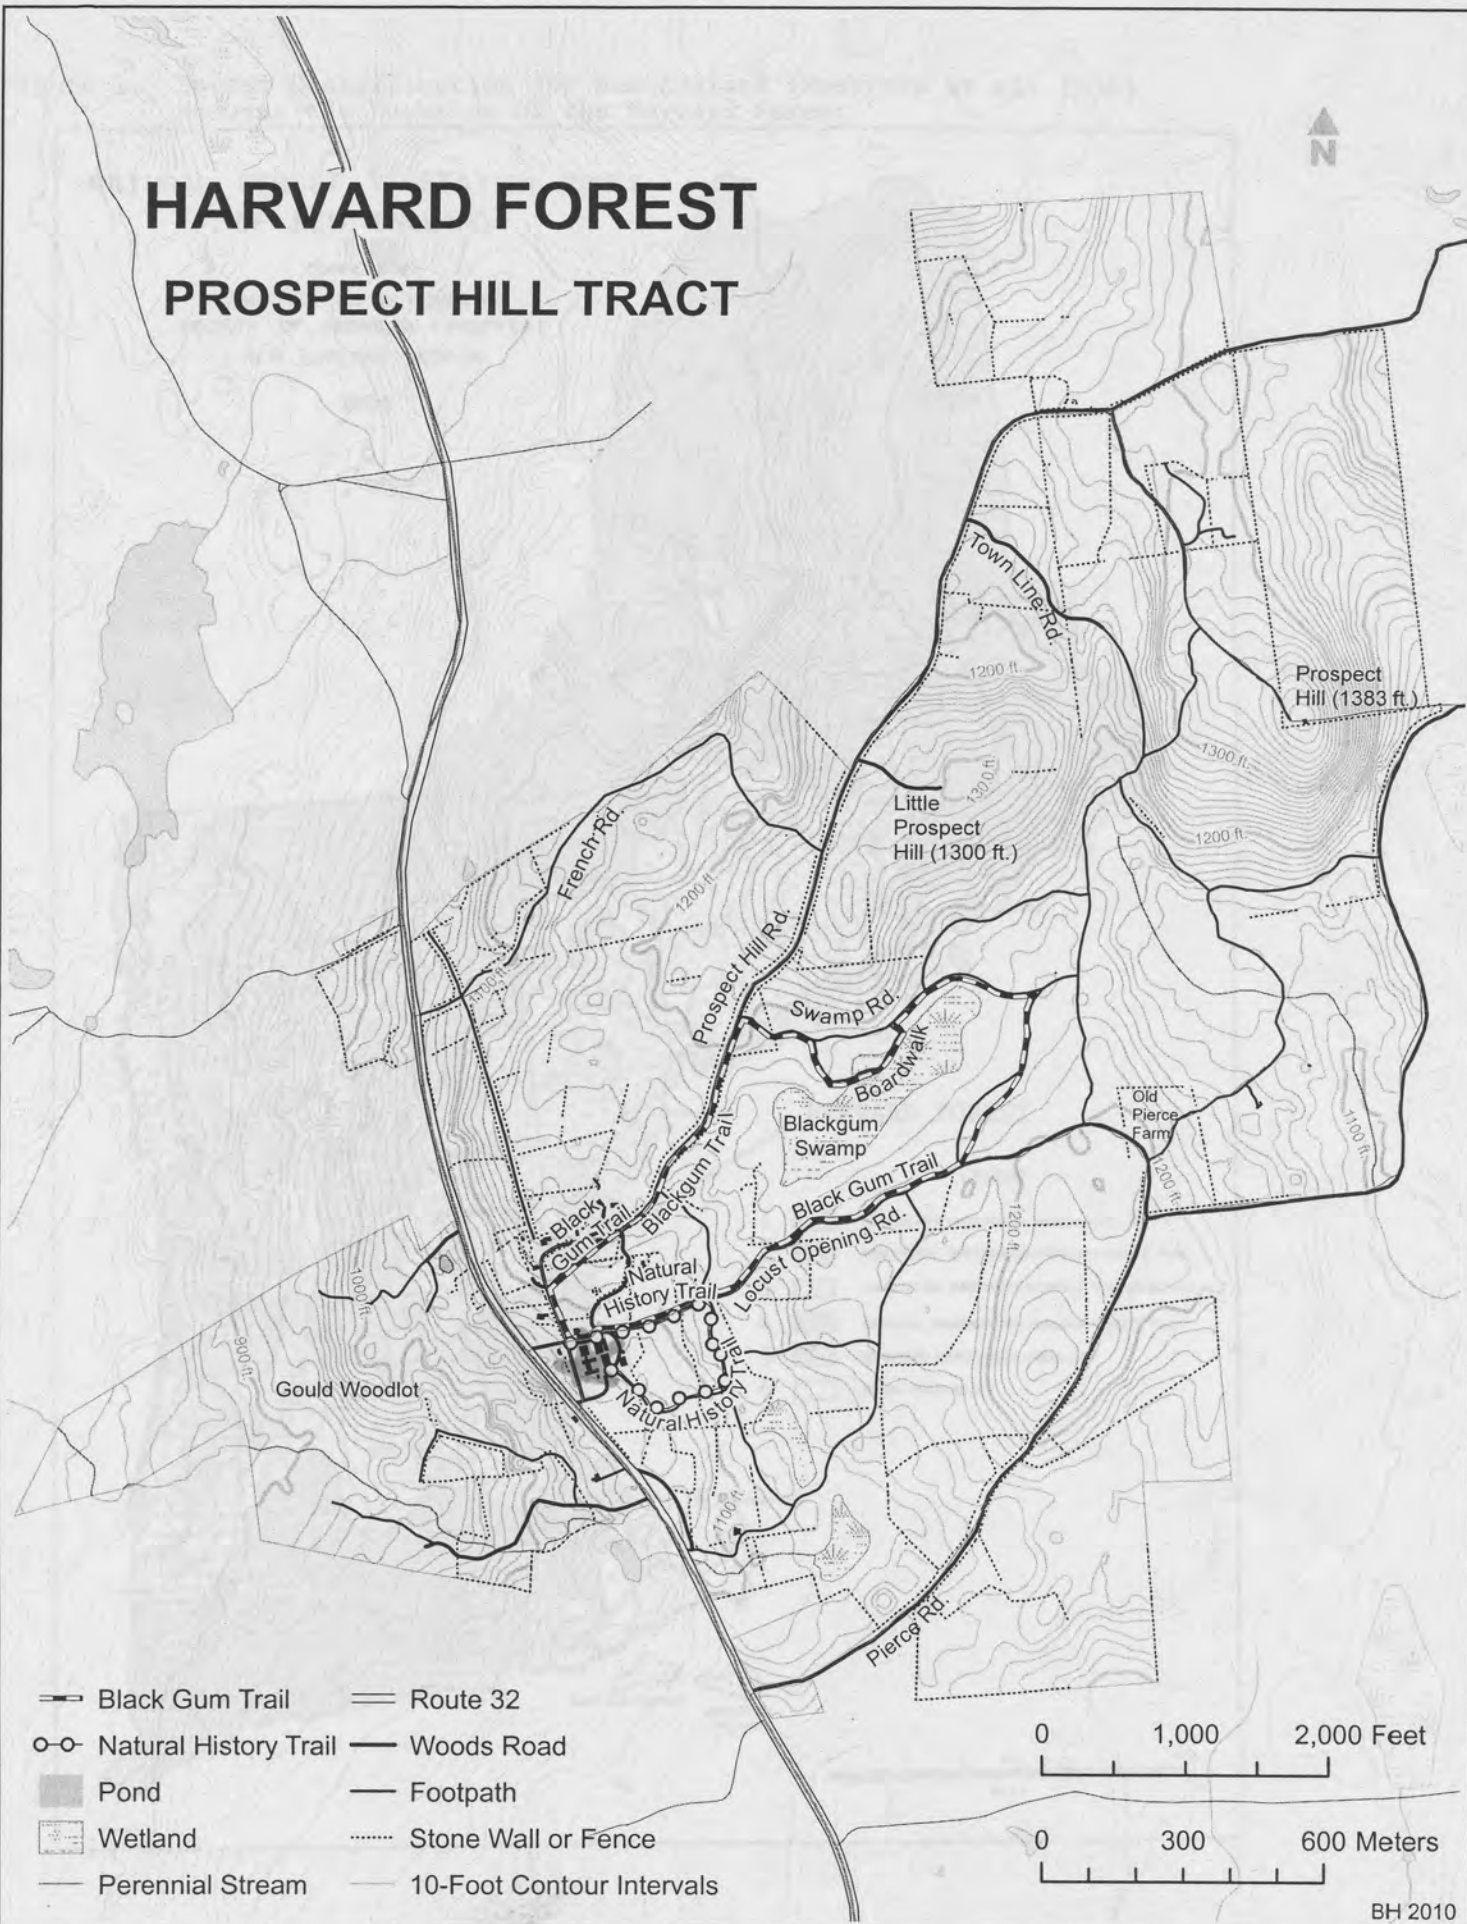 N
HARVARD FOREST
PROSPECT HILL TRACT
Town Line Rd.
1200 ft.
Prospect
Hill (1383 ft.)
1300 ft.
1300 ft.
Little
Prospect
Hill (1300 ft.)
1200 ft.
French Rd.
1200 ft.
Prospect Hill Rd.
1100 ft.
Swamp Rd.
Boardwalk
Old
Pierce
Farm
Blackgum
Swamp
1100 ft.
1200 ft.
Blackgum Trail
Black Gum Trail
Black
Gum Trail
1200 ft.
Locust Opening Rd.
Natural
History Trail
1000 ft.
900 ft.
Gould Woodlot
Natural History Trail
1100 ft.
Pierce Rd.
Black Gum Trail
Route 32
Natural History Trail
Woods Road
Pond
Footpath
Wetland
Stone Wall or Fence
Perennial Stream
10-Foot Contour Intervals
0 1,000 2,000 Feet
0 300 600 Meters
BH 2010